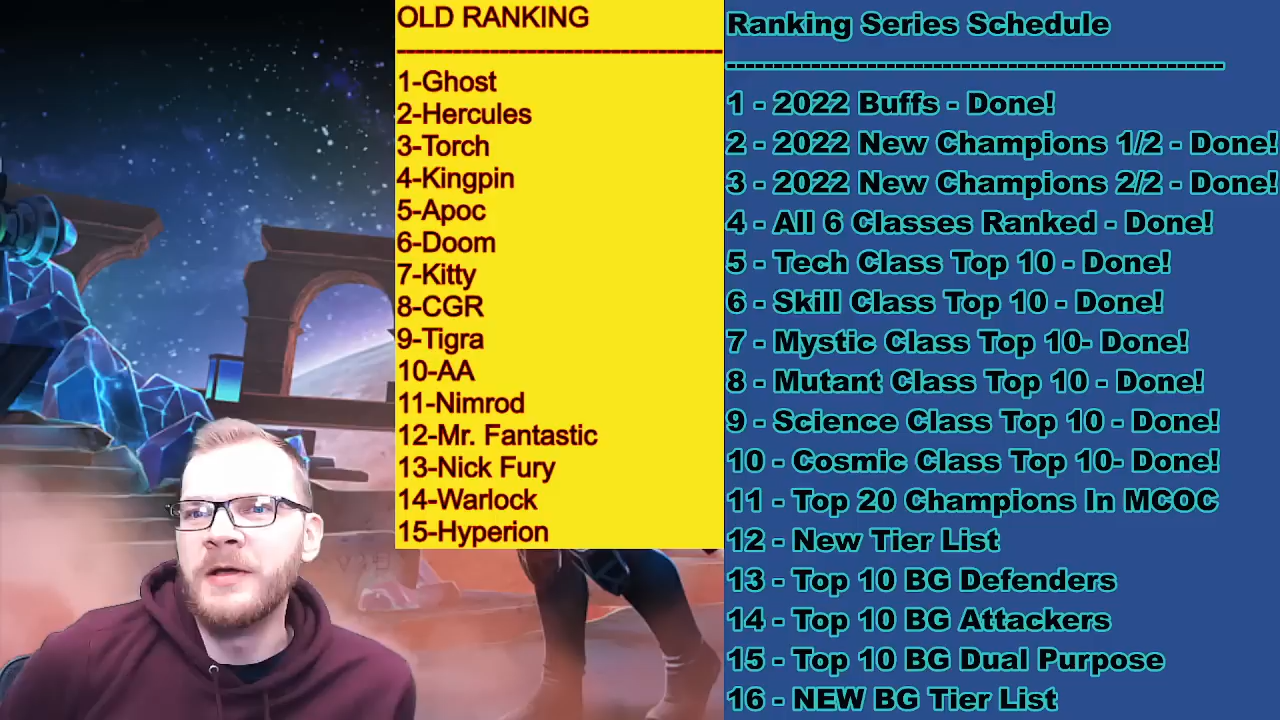 OLD RANKING
1-Ghost
2-Hercules
3-Torch
4-Kingpin
5-Apoc
6-Doom
7-Kitty
8-CGR
9-Tigra
10-AA
11-Nimrod
12-Mr. Fantastic
13-Nick Fury
14-Warlock
15-Hyperion
Ranking Series Schedule
1 - 2022 Buffs - Done!
2 - 2022 New Champions 1/2 - Done!
3 - 2022 New Champions 2/2 - Done!
4 - All 6 Classes Ranked - Done!
5 - Tech Class Top 10 - Done!
6 - Skill Class Top 10 - Done!
7 - Mystic Class Top 10- Done!
8 - Mutant Class Top 10 - Done!
9 - Science Class Top 10 - Done!
10 - Cosmic Class Top 10- Done!
11 - Top 20 Champions In MCOC
12 - New Tier List
13 - Top 10 BG Defenders
14 - Top 10 BG Attackers
15 - Top 10 BG Dual Purpose
16 - NEW BG Tier List